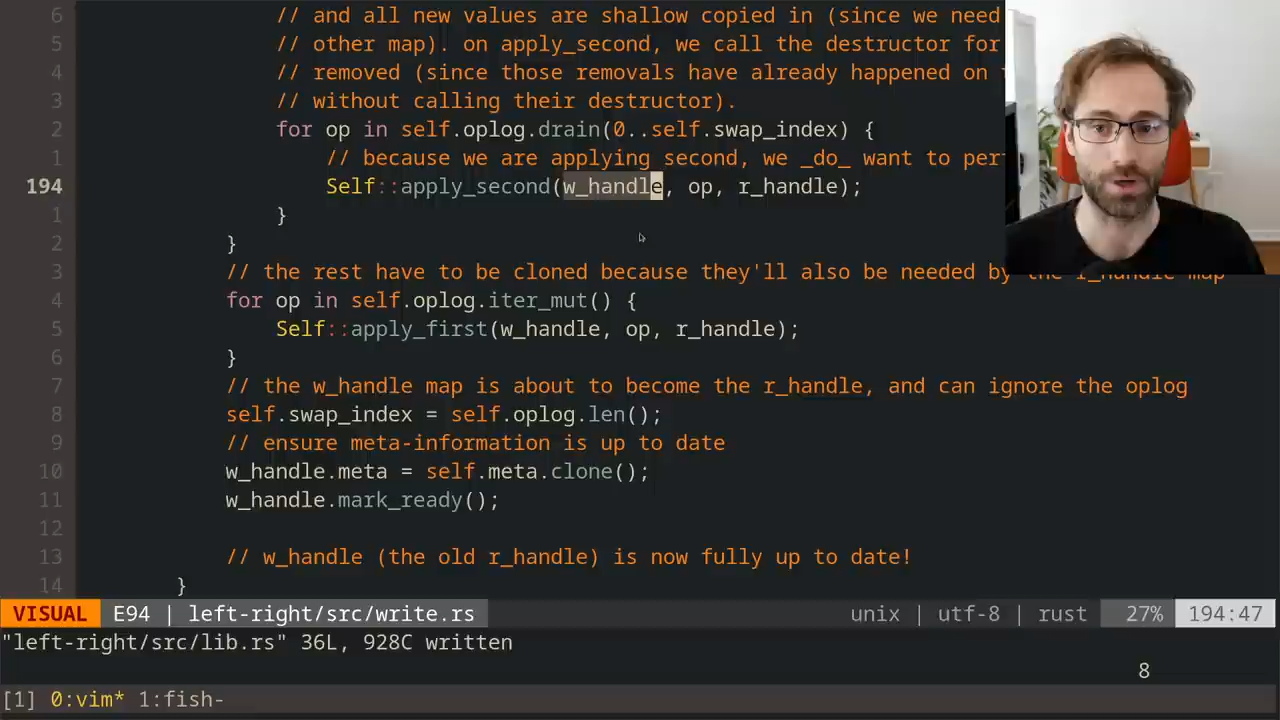 6 // and all new values are shallow copied in (since we need
5 // other map). on apply_second, we call the destructor for
4 // removed (since those removals have already happened on
3 // without calling their destructor).
2 for op in self.oplog.drain(0..self.swap_index) {
1 // because we are applying second, we _do_ want to per
194 Self::apply_second(w_handle, op, r_handle);
1 }
2 }
3 // the rest have to be cloned because they'll also be needed by the r_handle map
4 for op in self.oplog.iter_mut() {
5 Self::apply_first(w_handle, op, r_handle);
6 }
7 // the w_handle map is about to become the r_handle, and can ignore the oplog
8 self.swap_index = self.oplog.len();
9 // ensure meta-information is up to date
10 w_handle.meta = self.meta.clone();
11 w_handle.mark_ready();
12
13 // w_handle (the old r_handle) is now fully up to date!
14 }
VISUAL E94 | left-right/src/write.rs unix | utf-8 | rust 27% 194:47
"left-right/src/lib.rs" 36L, 928C written
8
[1] 0:vim* 1:fish-